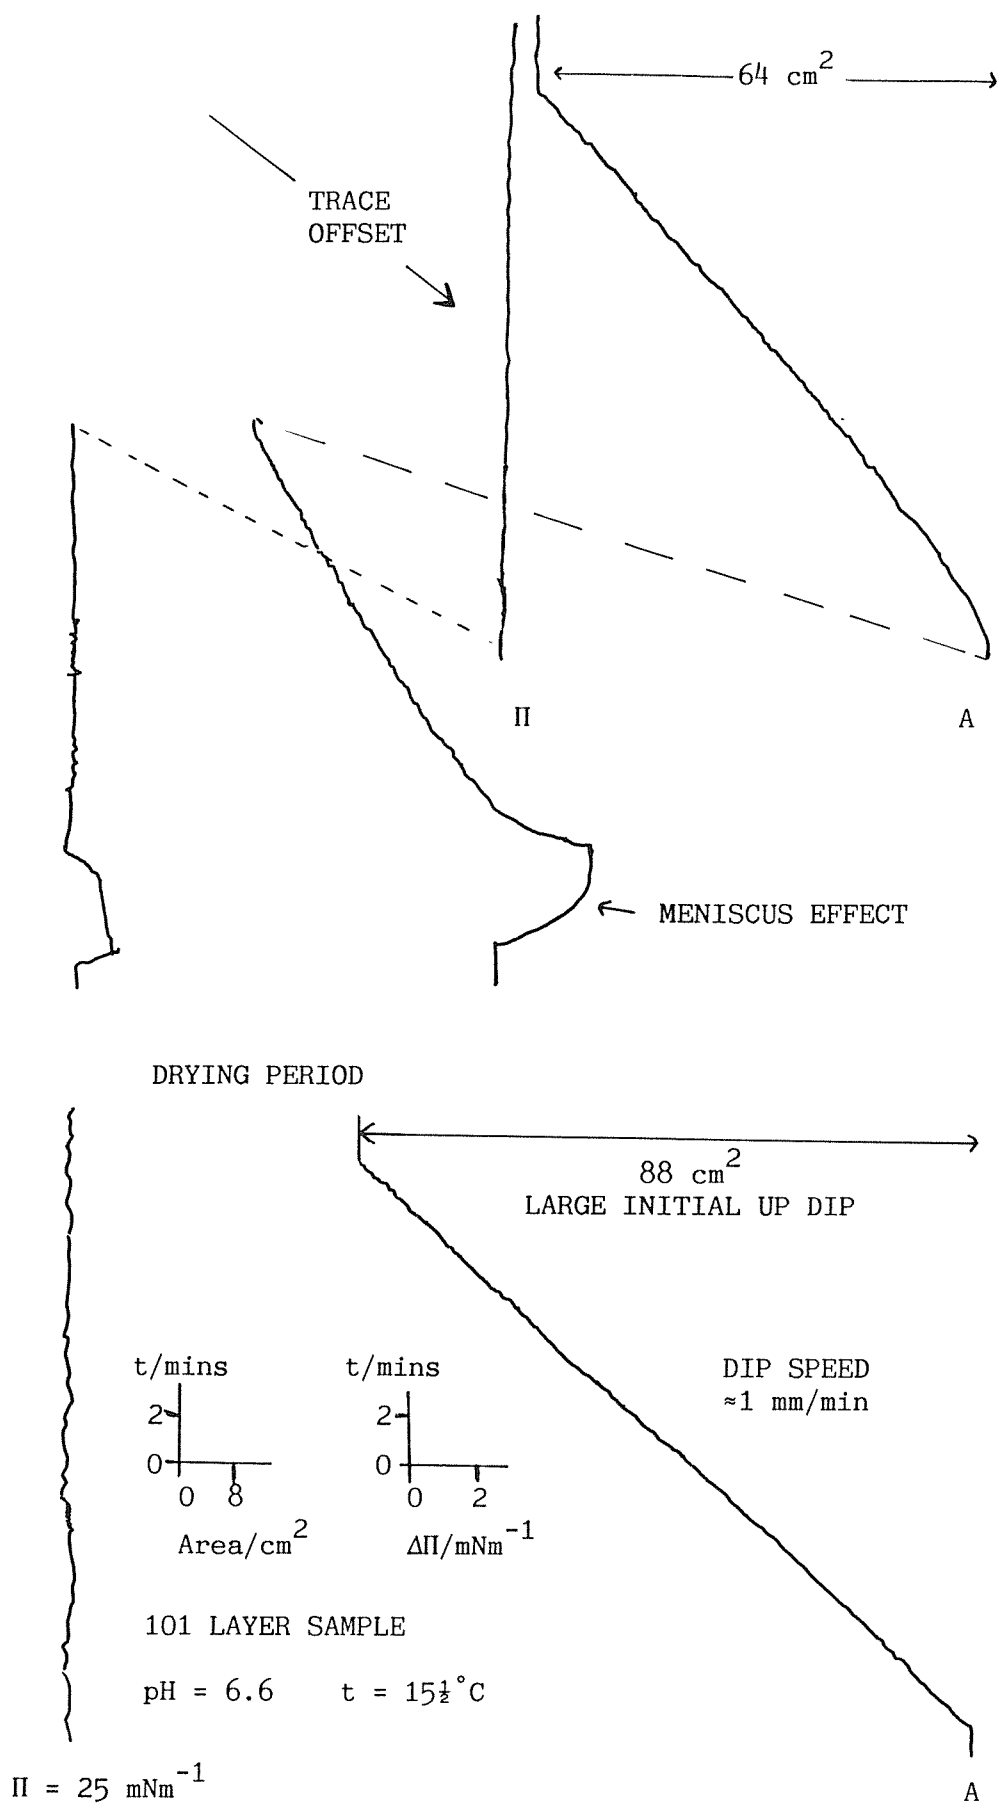 64 cm²
TRACE
OFFSET
Π
A
MENISCUS EFFECT
DRYING PERIOD
88 cm²
LARGE INITIAL UP DIP
t/mins
2
0
0 8
Area/cm²
t/mins
2
0
0 2
ΔΠ/mNm⁻¹
DIP SPEED
≈1 mm/min
101 LAYER SAMPLE
pH = 6.6 t = 15½°C
Π = 25 mNm⁻¹
A